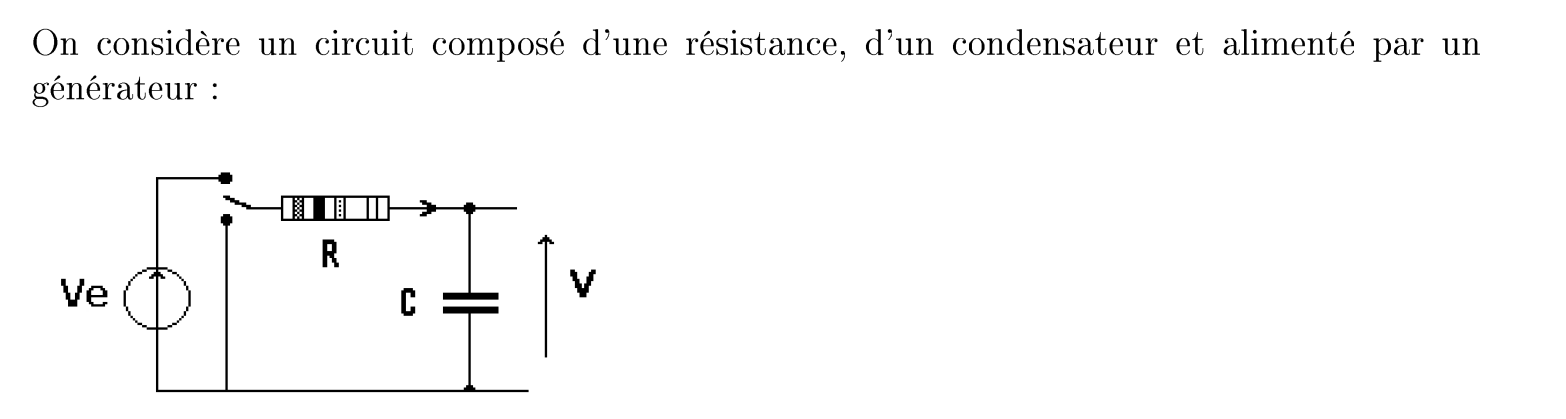 On considère un circuit composé d'une résistance, d'un condensateur et alimenté par un
générateur :
R
Ve
C
V